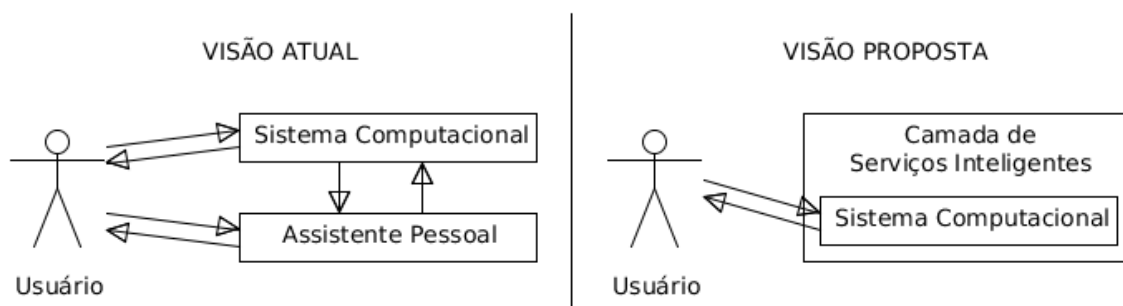 VISÃO ATUAL
Sistema Computacional
Assistente Pessoal
Usuário
VISÃO PROPOSTA
Camada de
Serviços Inteligentes
Sistema Computacional
Usuário